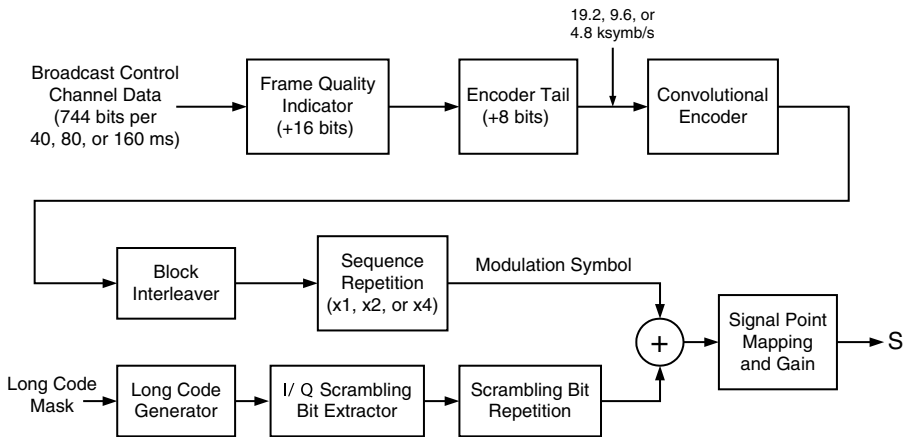 19.2, 9.6, or
4.8 ksymb/s
Broadcast Control
Channel Data
(744 bits per
40, 80, or 160 ms)
Frame Quality
Indicator
(+16 bits)
Encoder Tail
(+8 bits)
Convolutional
Encoder
Block
Interleaver
Sequence
Repetition
(x1, x2, or x4)
Modulation Symbol
+
Signal Point
Mapping
and Gain
S
Long Code
Mask
Long Code
Generator
I/ Q Scrambling
Bit Extractor
Scrambling Bit
Repetition